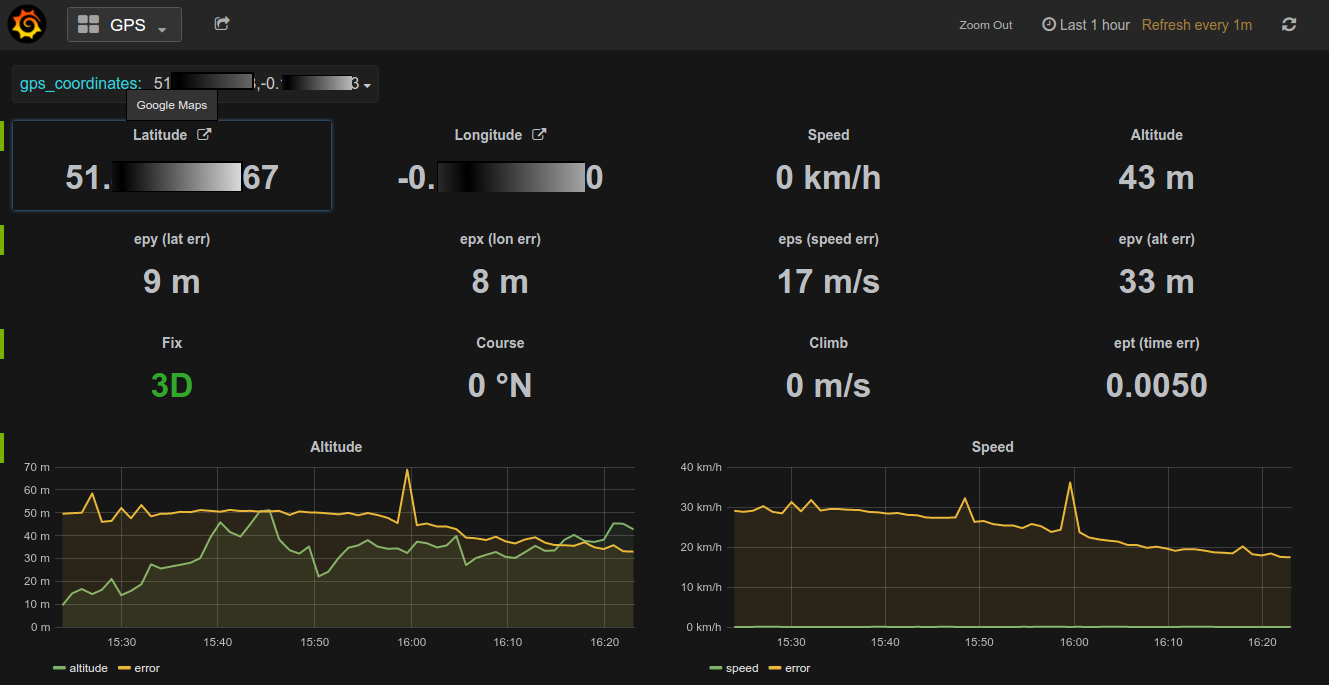 GPS Zoom Out Last 1 hour Refresh every 1m
gps_coordinates: 51 ,-0. 3
Google Maps
Latitude Longitude Speed Altitude
51. 67 -0. 0 0 km/h 43 m
epy (lat err) epx (lon err) eps (speed err) epv (alt err)
9 m 8 m 17 m/s 33 m
Fix Course Climb ept (time err)
3D 0 °N 0 m/s 0.0050
Altitude Speed
70 m
60 m
50 m
40 m
30 m
20 m
10 m
0 m
15:30 15:40 15:50 16:00 16:10 16:20
altitude error
40 km/h
30 km/h
20 km/h
10 km/h
0 km/h
15:30 15:40 15:50 16:00 16:10 16:20
speed error